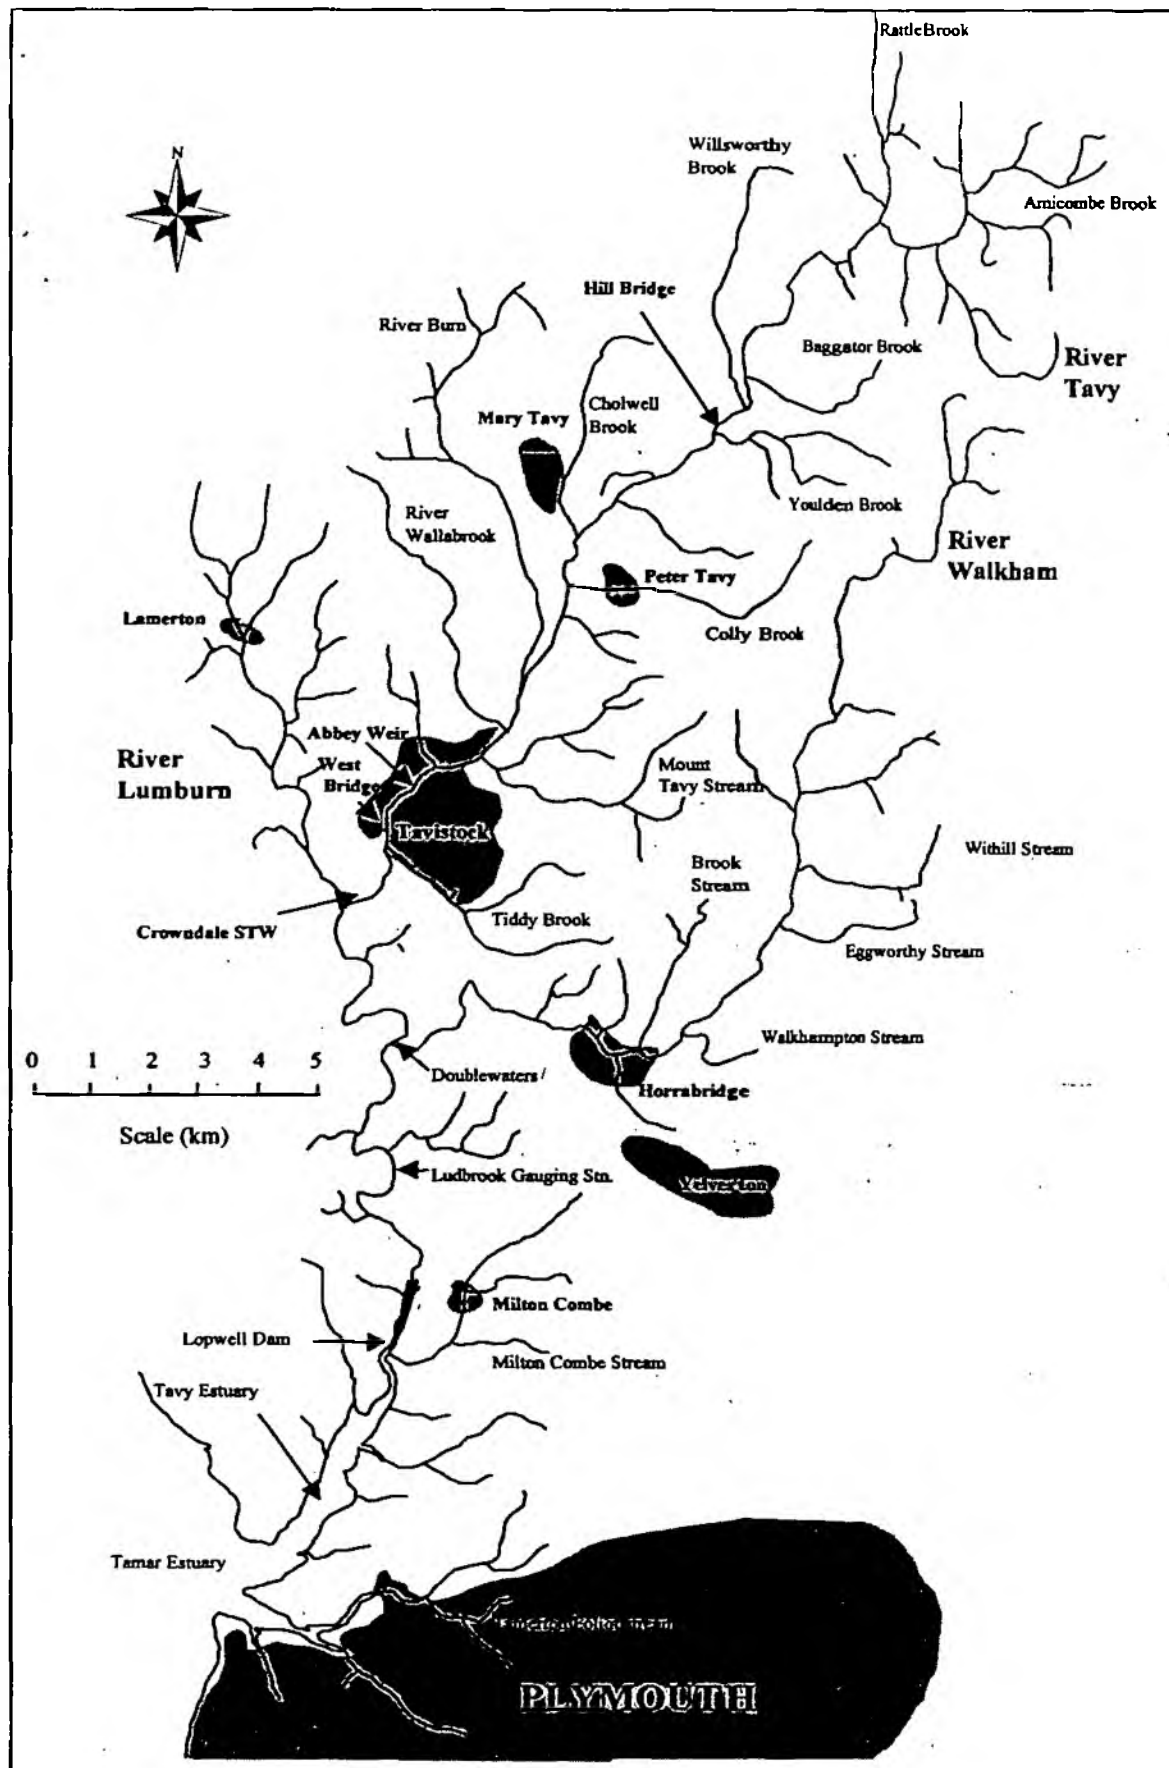 Rattle Brook
Willsworthy
Brook
N
Amicombe Brook
Hill Bridge
River Burn
Baggator Brook
River
Tavy
Cholwell
Brook
Mary Tavy
Youlden Brook
River
Wallabrook
River
Walkham
Peter Tavy
Lamerton
Colly Brook
Abbey Weir
River
Lumburn
West
Bridge
Mount
Tavy Stream
Tavistock
Withill Stream
Brook
Stream
Tiddy Brook
Crowndale STW
Eggworthy Stream
Walkhampton Stream
0 1 2 3 4 5
Doublewaters
Horrabridge
Scale (km)
Ludbrook Gauging Stn.
Yelverton
Milton Combe
Lopwell Dam
Milton Combe Stream
Tavy Estuary
Tamar Estuary
Stream
PLYMOUTH